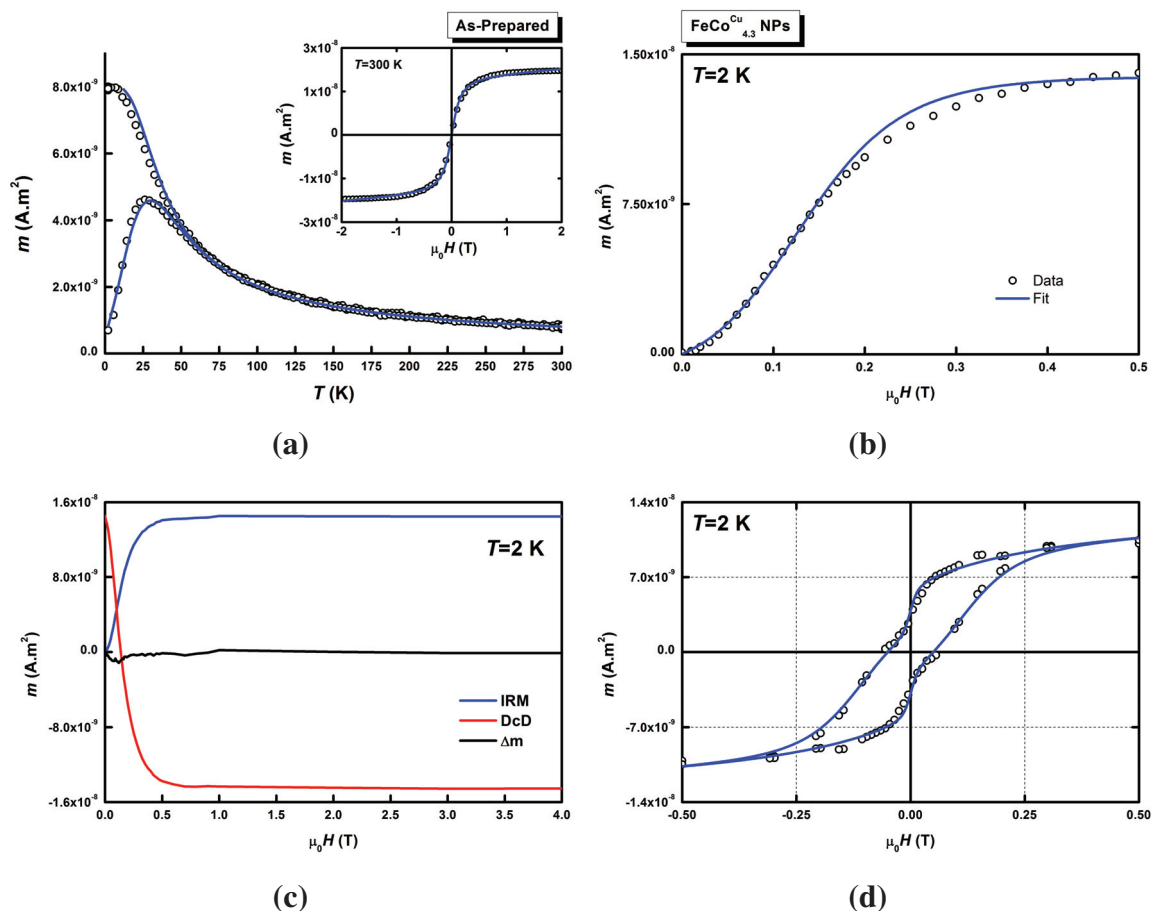 As-Prepared
FeCo^Cu_4.3 NPs
3x10⁻⁸
T=300 K
1x10⁻⁸
0
-1x10⁻⁸
-3x10⁻⁸
m (A.m²)
-2 -1 0 1 2
μ₀H (T)
8.0x10⁻⁹
6.0x10⁻⁹
4.0x10⁻⁹
2.0x10⁻⁹
0.0
m (A.m²)
0 25 50 75 100 125 150 175 200 225 250 275 300
T (K)
(a)
T=2 K
1.50x10⁻⁸
7.50x10⁻⁹
0.00
m (A.m²)
Data
Fit
0.0 0.1 0.2 0.3 0.4 0.5
μ₀H (T)
(b)
1.6x10⁻⁸
8.0x10⁻⁹
0.0
-8.0x10⁻⁹
-1.6x10⁻⁸
m (A.m²)
T=2 K
IRM
DcD
Δm
0.0 0.5 1.0 1.5 2.0 2.5 3.0 3.5 4.0
μ₀H (T)
(c)
1.4x10⁻⁸
7.0x10⁻⁹
0.0
-7.0x10⁻⁹
-1.4x10⁻⁸
m (A.m²)
T=2 K
-0.50 -0.25 0.00 0.25 0.50
μ₀H (T)
(d)